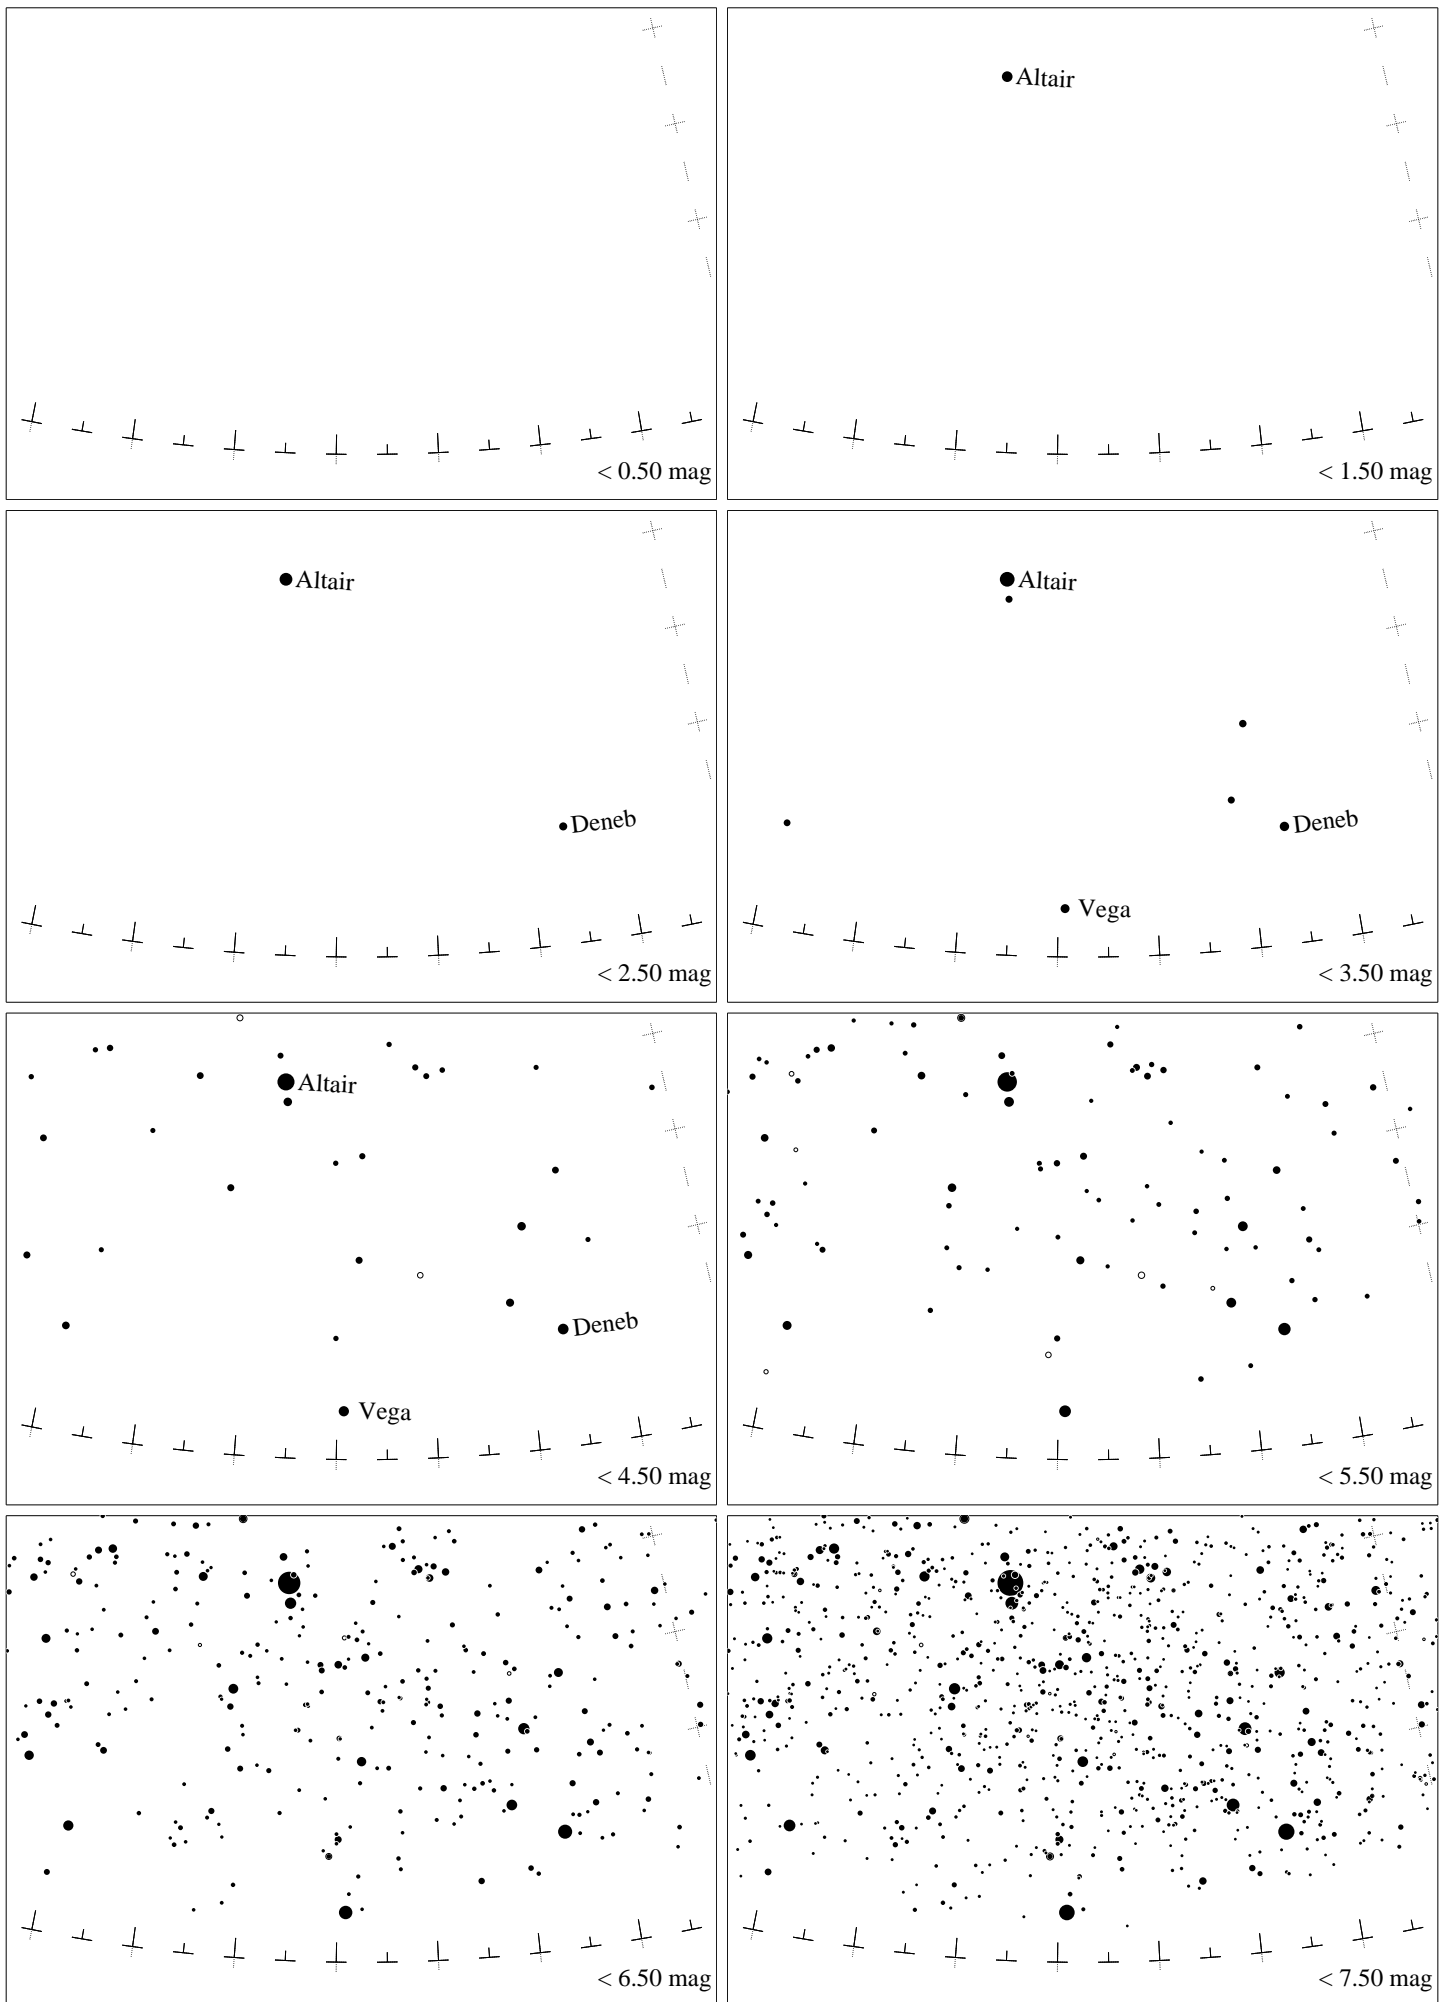 < 0.50 mag
Altair
< 1.50 mag
Altair
Deneb
< 2.50 mag
Altair
Deneb
Vega
< 3.50 mag
Altair
Deneb
Vega
< 4.50 mag
< 5.50 mag
< 6.50 mag
< 7.50 mag